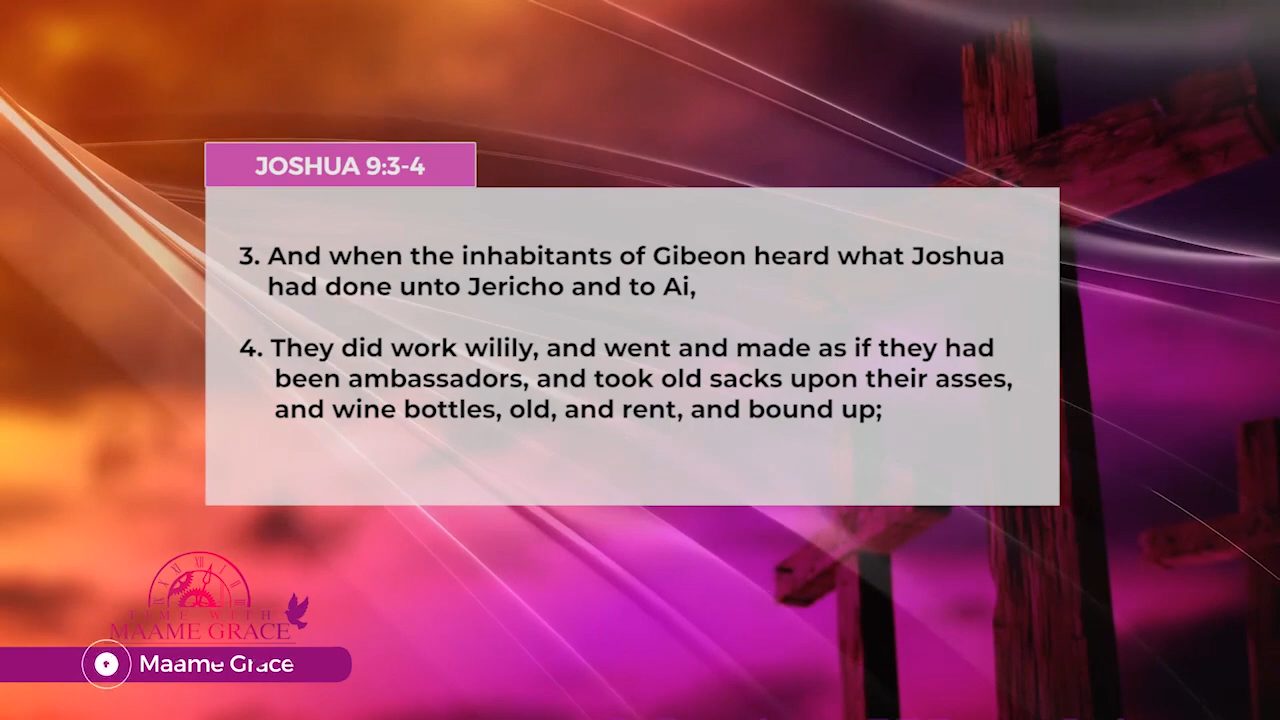 JOSHUA 9:3-4
3. And when the inhabitants of Gibeon heard what Joshua
had done unto Jericho and to Ai,
4. They did work wilily, and went and made as if they had
been ambassadors, and took old sacks upon their asses,
and wine bottles, old, and rent, and bound up;
TIME WITH
MAAME GRACE
Maame Grace